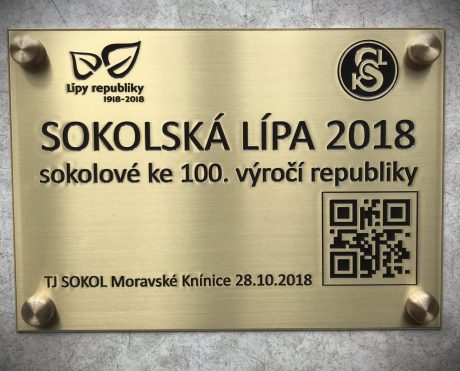 Lípy republiky
1918-2018
SOKOLSKÁ LÍPA 2018
sokolové ke 100. výročí republiky
TJ SOKOL Moravské Knínice 28.10.2018